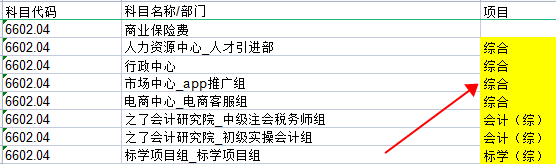 科目代码 科目名称/部门 项目
6602.04 商业保险费
6602.04 人力资源中心_人才引进部 综合
6602.04 行政中心 综合
6602.04 市场中心_app推广组 综合
6602.04 电商中心_电商客服组 综合
6602.04 之了会计研究院_中级注会税务师组 会计（综）
6602.04 之了会计研究院_初级实操会计组 会计（综）
6602.04 标学项目组_标学项目组 标学（综）